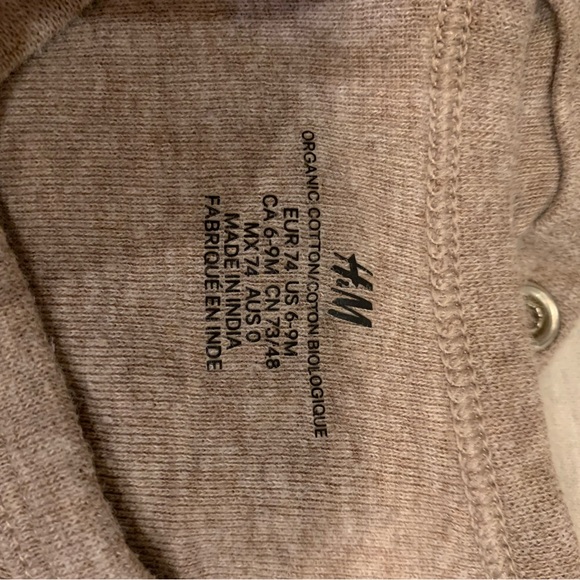 H&M
ORGANIC COTTON/COTON BIOLOGIQUE
EUR 74 US 6-9M
CA 6-9M CN 73/48
MX 74 AUS 0
MADE IN INDIA
FABRIQUÉ EN INDE